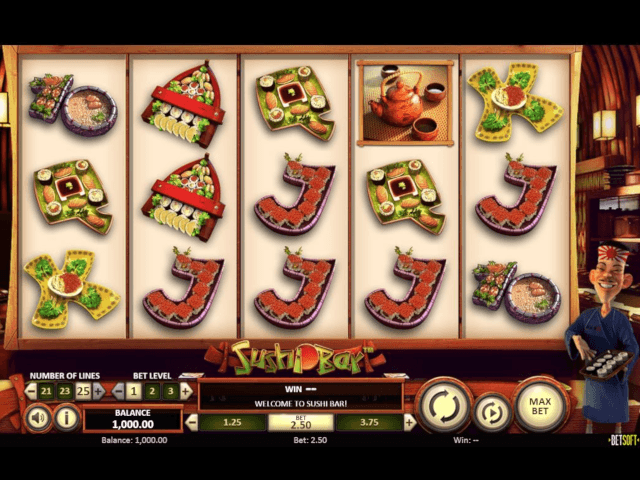 Sushi Bar™
NUMBER OF LINES
BET LEVEL
21 23 25
1 2 3
WIN --
WELCOME TO SUSHI BAR!
BALANCE
1,000.00
1.25
BET
2.50
3.75
MAX
BET
Balance: 1,000.00
Bet: 2.50
Win: --
BETSOFT